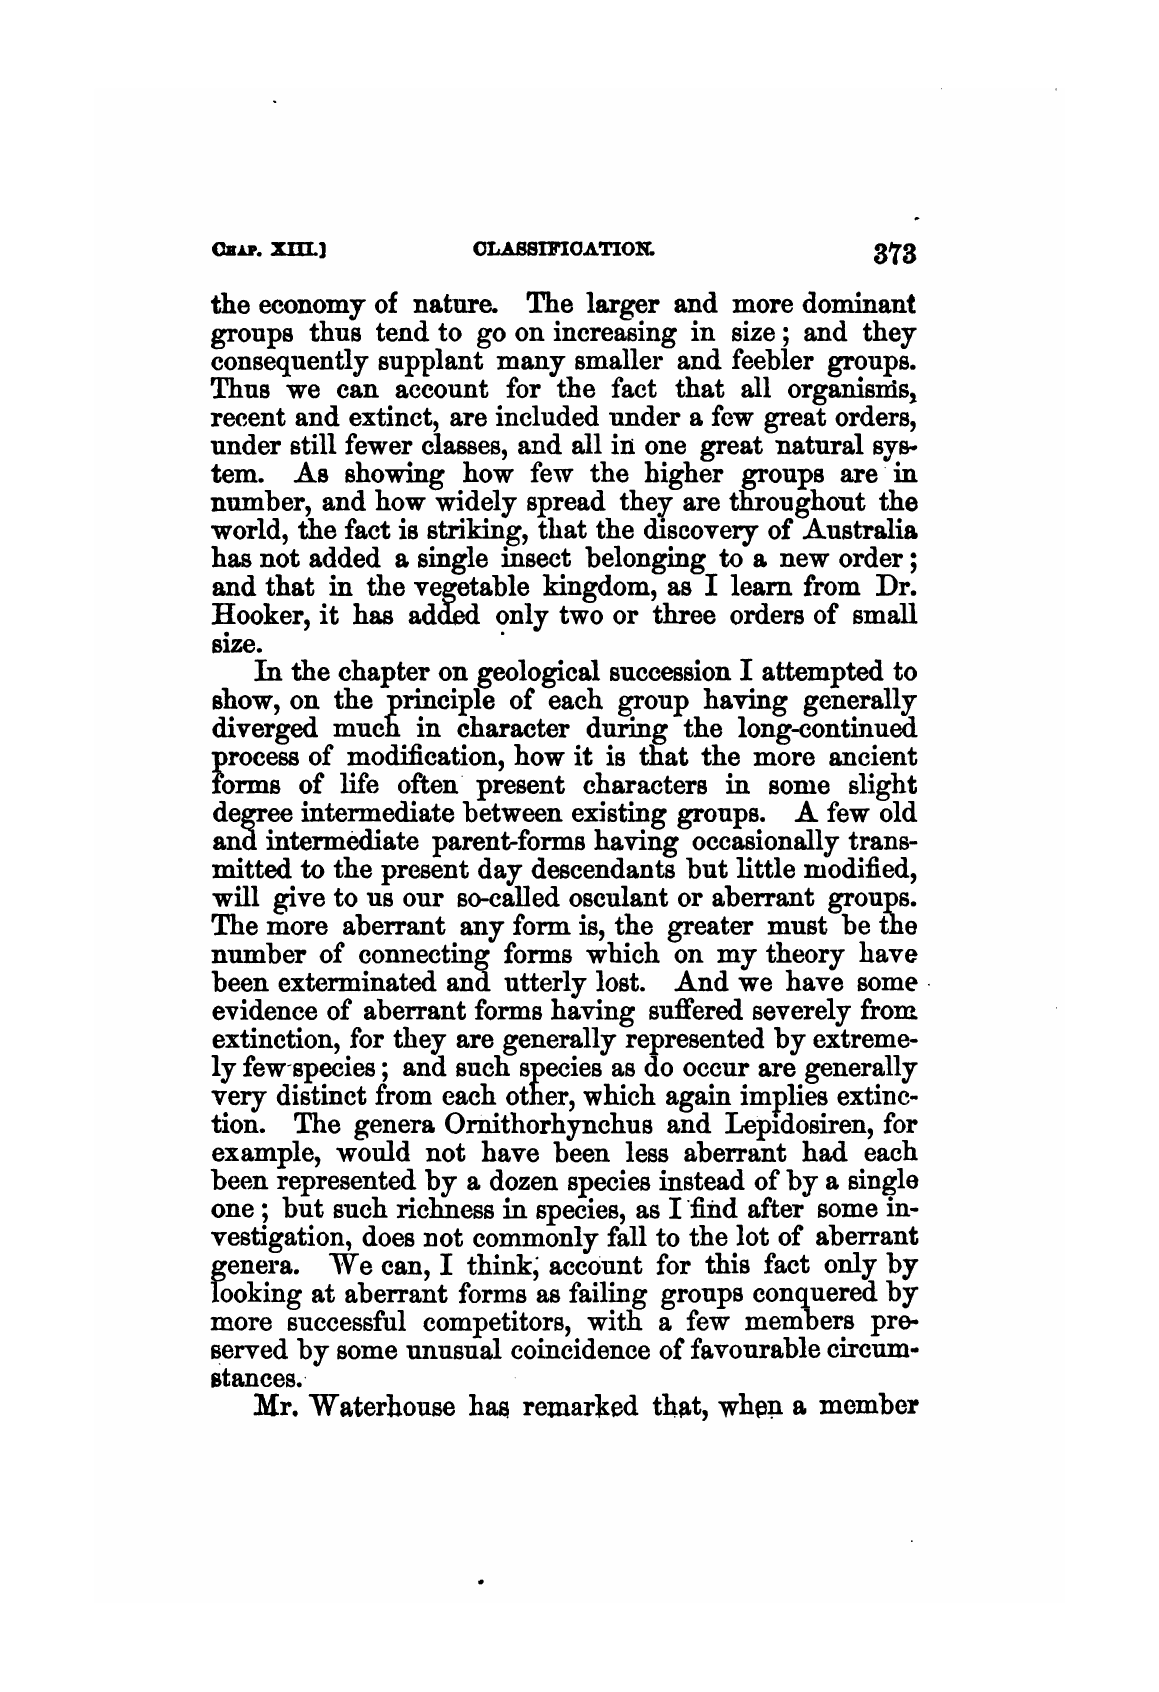 CHAP. XIII.] CLASSIFICATION. 373
the economy of nature. The larger and more dominant
groups thus tend to go on increasing in size; and they
consequently supplant many smaller and feebler groups.
Thus we can account for the fact that all organisms,
recent and extinct, are included under a few great orders,
under still fewer classes, and all in one great natural sys-
tem. As showing how few the higher groups are in
number, and how widely spread they are throughout the
world, the fact is striking, that the discovery of Australia
has not added a single insect belonging to a new order;
and that in the vegetable kingdom, as I learn from Dr.
Hooker, it has added only two or three orders of small
size.
In the chapter on geological succession I attempted to
show, on the principle of each group having generally
diverged much in character during the long-continued
process of modification, how it is that the more ancient
forms of life often present characters in some slight
degree intermediate between existing groups. A few old
and intermediate parent-forms having occasionally trans-
mitted to the present day descendants but little modified,
will give to us our so-called osculant or aberrant groups.
The more aberrant any form is, the greater must be the
number of connecting forms which on my theory have
been exterminated and utterly lost. And we have some
evidence of aberrant forms having suffered severely from
extinction, for they are generally represented by extreme-
ly few species; and such species as do occur are generally
very distinct from each other, which again implies extinc-
tion. The genera Ornithorhynchus and Lepidosiren, for
example, would not have been less aberrant had each
been represented by a dozen species instead of by a single
one; but such richness in species, as I find after some in-
vestigation, does not commonly fall to the lot of aberrant
genera. We can, I think, account for this fact only by
looking at aberrant forms as failing groups conquered by
more successful competitors, with a few members pre-
served by some unusual coincidence of favourable circum-
stances.
Mr. Waterhouse has remarked that, when a member